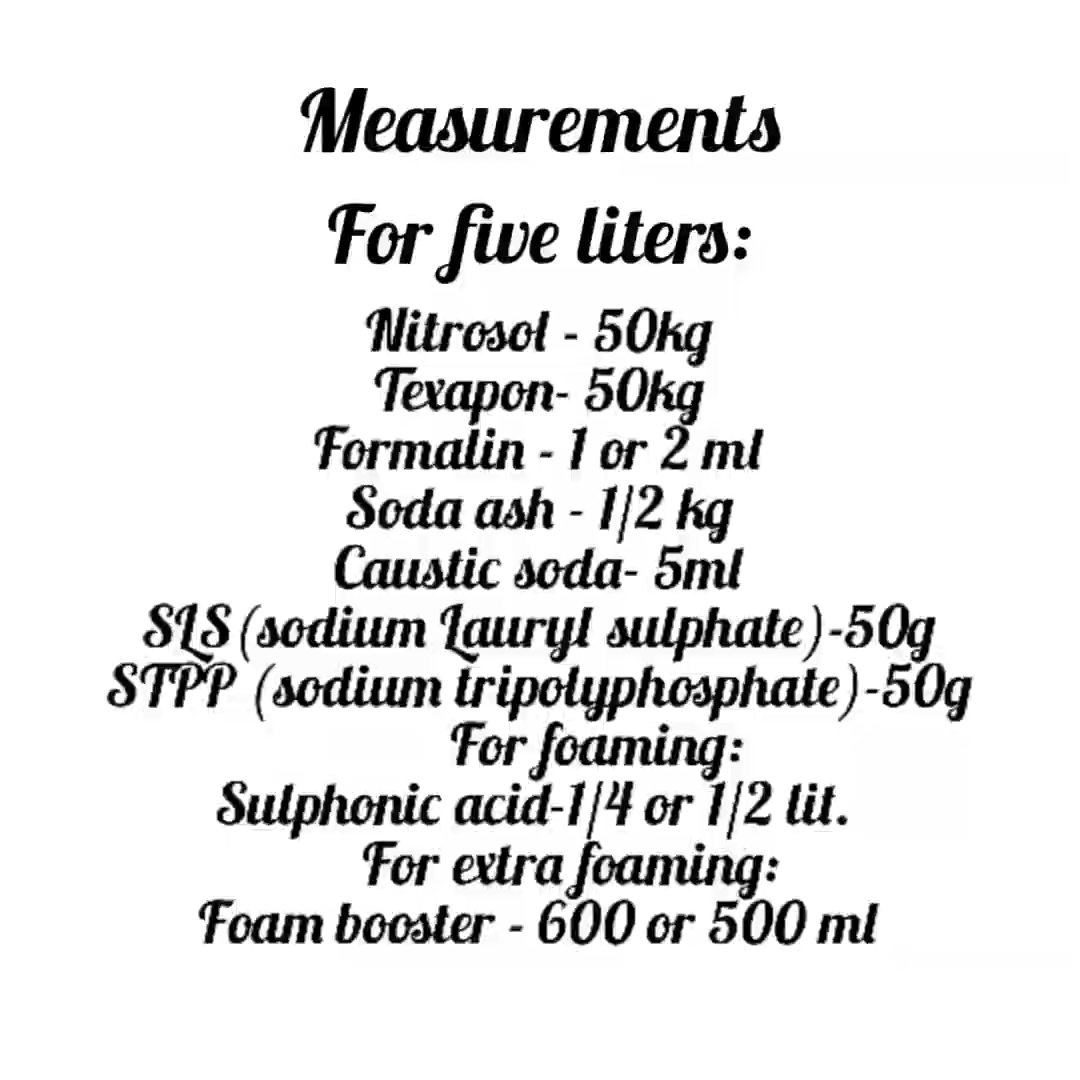 Measurements
For five liters:
Nitrosol - 50kg
Texapon- 50kg
Formalin - 1 or 2 ml
Soda ash - 1/2 kg
Caustic soda- 5ml
SLS (sodium Lauryl sulphate)-50g
STPP (sodium tripolyphosphate)-50g
For foaming:
Sulphonic acid-1/4 or 1/2 lit.
For extra foaming:
Foam booster - 600 or 500 ml